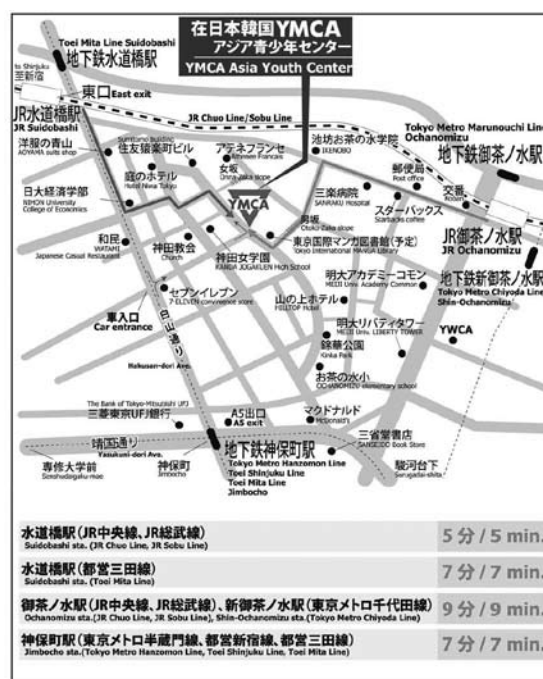 在日本韓国YMCA
アジア青少年センター
YMCA Asia Youth Center
Toei Mita Line Suidobashi
地下鉄水道橋駅
to Shinjuku
至新宿
東口East exit
JR水道橋駅
JR Suidobashi
JR Chuo Line/Sobu Line
Tokyo Metro Marunouchi Line
Ochanomizu
地下鉄御茶ノ水駅
洋服の青山
AOYAMA suits shop
Sumitomo Building
住友猿楽町ビル
アテネフランセ
Athnee Francais
池坊お茶の水学院
IKENOBO
女坂
Onna-zaka slope
庭のホテル
Hotel Niwa Tokyo
郵便局
Post office
交番
Koban
日大経済学部
NIHON University
College of Economics
YMCA
三楽病院
SANRAKU Hospital
スターバックス
Starbacks coffee
男坂
Otoko-zaka slope
JR御茶ノ水駅
JR Ochanomizu
和民
WATAMI
Japanese Casual Restaurant
神田教会
Church
神田女学園
KANDA JOGAKUEN High School
東京国際マンガ図書館(予定)
Tokyo International MANGA Library
地下鉄新御茶ノ水駅
Tokyo Metro Chiyoda Line
Shin-Ochanomizu
セブンイレブン
7-ELEVEN convinience store
明大アカデミーコモン
MEIJI Univ. Academy Common
山の上ホテル
HILLTOP Hotel
車入口
Car entrance
白山通り
Hakusan-dori Ave.
明大リバティタワー
MEIJI Univ. LIBERTY TOWER
YWCA
錦華公園
Kinka Park
お茶の水小
OCHANOMIZU elementary school
The Bank of Tokyo-Mitsubishi UFJ
三菱東京UFJ銀行
A5出口
A5 exit
マクドナルド
McDonald's
靖国通り
Yasukuni-dori Ave.
三省堂書店
SANSEIDO Book Store
専修大学前
Senshudaigaku-mae
神保町
Jimbocho
地下鉄神保町駅
Tokyo Metro Hanzomon Line
Toei Shinjuku Line
Toei Mita Line
Jimbocho
駿河台下
Surugadai-shita
水道橋駅(JR中央線、JR総武線)
Suidobashi sta. (JR Chuo Line, JR Sobu Line)
5分/5 min.
水道橋駅(都営三田線)
Suidobashi sta. (Toei Mita Line)
7分/7 min.
御茶ノ水駅(JR中央線、JR総武線)、新御茶ノ水駅(東京メトロ千代田線)
Ochanomizu sta.(JR Chuo Line, JR Sobu Line), Shin-Ochanomizu sta.(Tokyo Metro Chiyoda Line)
9分/9 min.
神保町駅(東京メトロ半蔵門線、都営新宿線、都営三田線)
Jimbocho sta.(Tokyo Metro Hanzomon Line, Toei Shinjuku Line, Toei Mita Line)
7分/7 min.